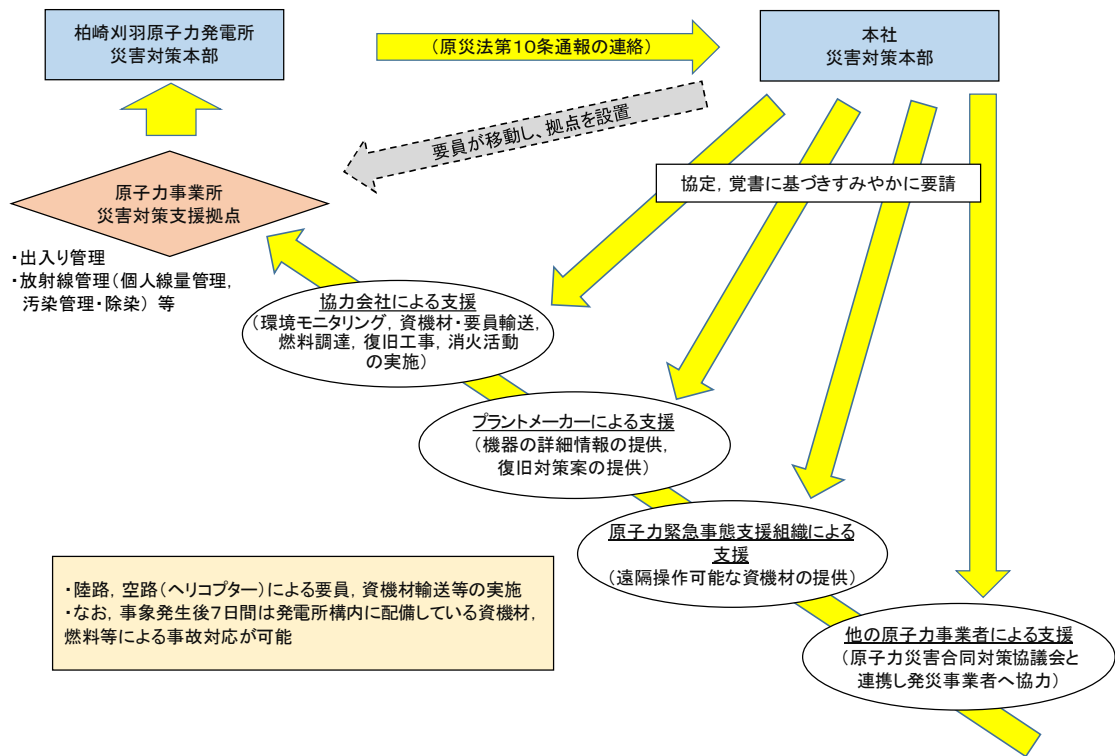 柏崎刈羽原子力発電所
災害対策本部
(原災法第10条通報の連絡)
本社
災害対策本部
要員が移動し、拠点を設置
協定，覚書に基づきすみやかに要請
原子力事業所
災害対策支援拠点
・出入り管理
・放射線管理(個人線量管理，
汚染管理・除染) 等
協力会社による支援
(環境モニタリング，資機材・要員輸送，
燃料調達，復旧工事，消火活動
の実施)
プラントメーカーによる支援
(機器の詳細情報の提供，
復旧対策案の提供)
原子力緊急事態支援組織による
支援
(遠隔操作可能な資機材の提供)
他の原子力事業者による支援
(原子力災害合同対策協議会と
連携し発災事業者へ協力)
・陸路，空路(ヘリコプター)による要員，資機材輸送等の実施
・なお，事象発生後7日間は発電所構内に配備している資機材，
燃料等による事故対応が可能